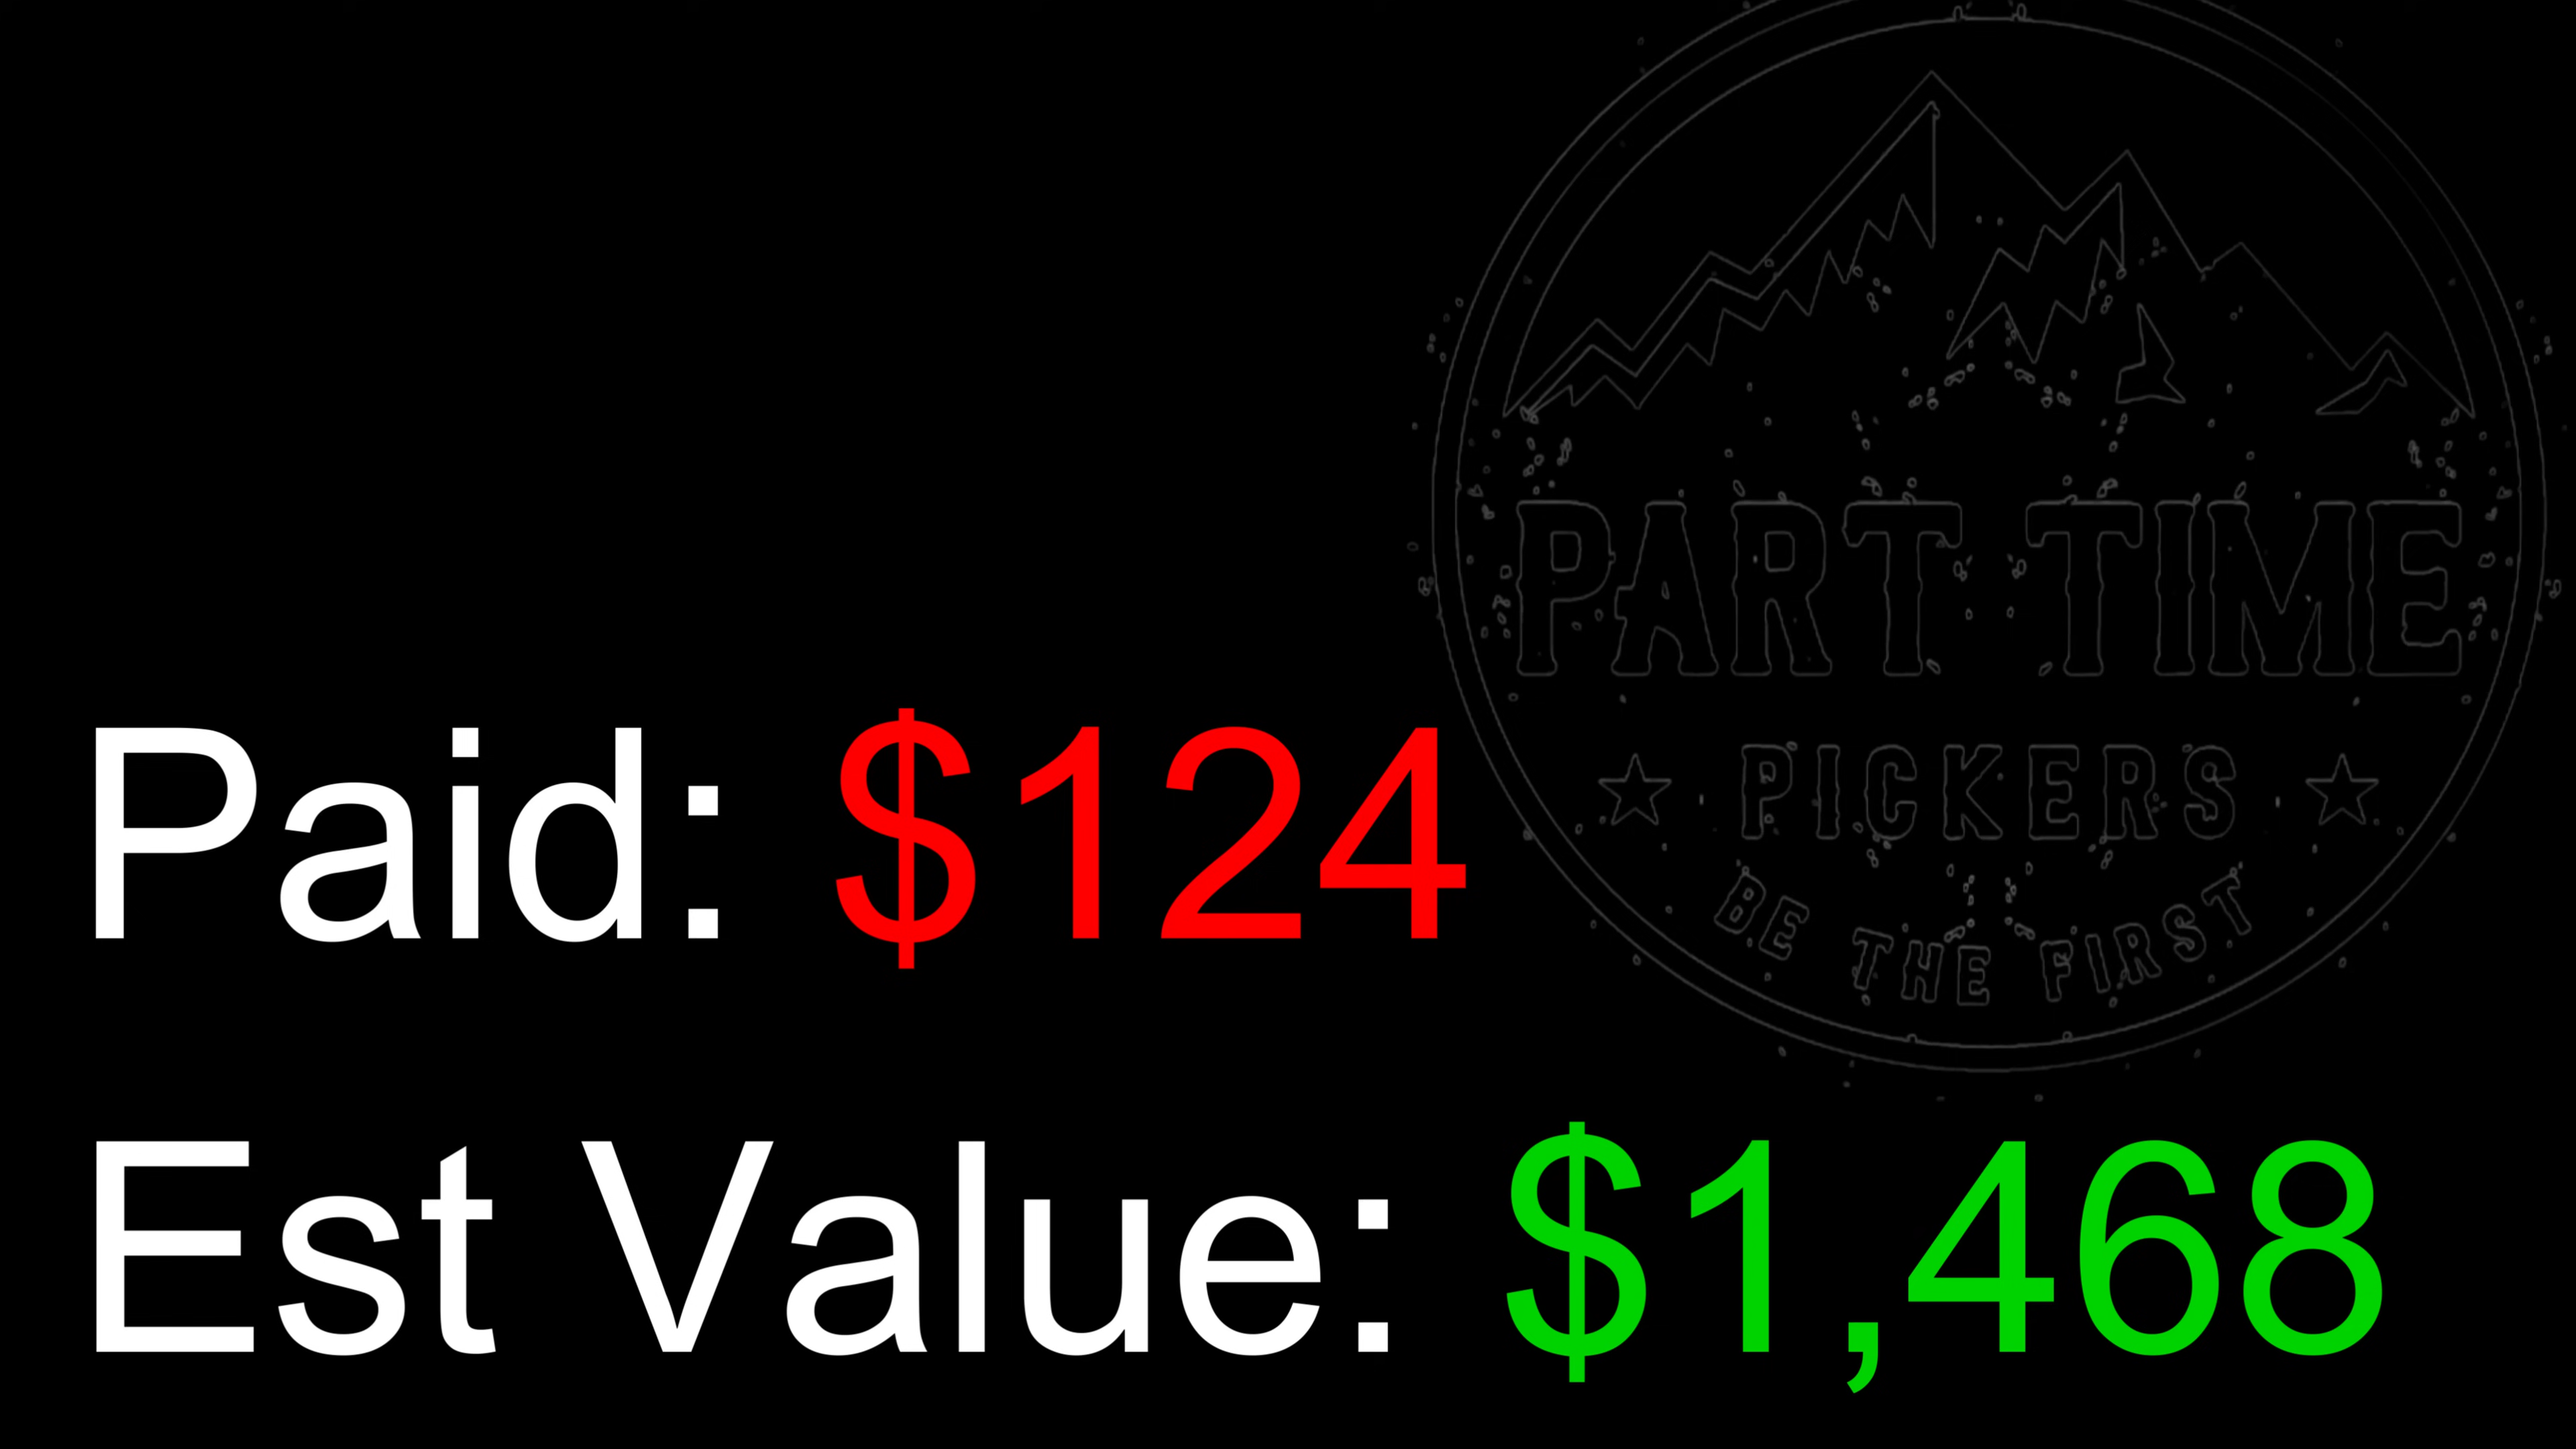 PART TIME
PICKERS
BE THE FIRST
Paid: $124
Est Value: $1,468